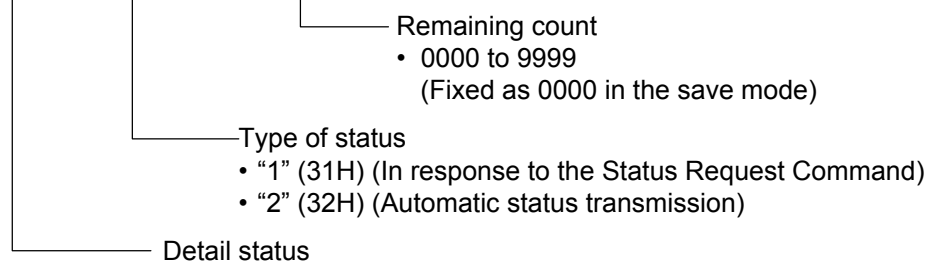 Remaining count
• 0000 to 9999
(Fixed as 0000 in the save mode)
Type of status
• “1” (31H) (In response to the Status Request Command)
• “2” (32H) (Automatic status transmission)
Detail status